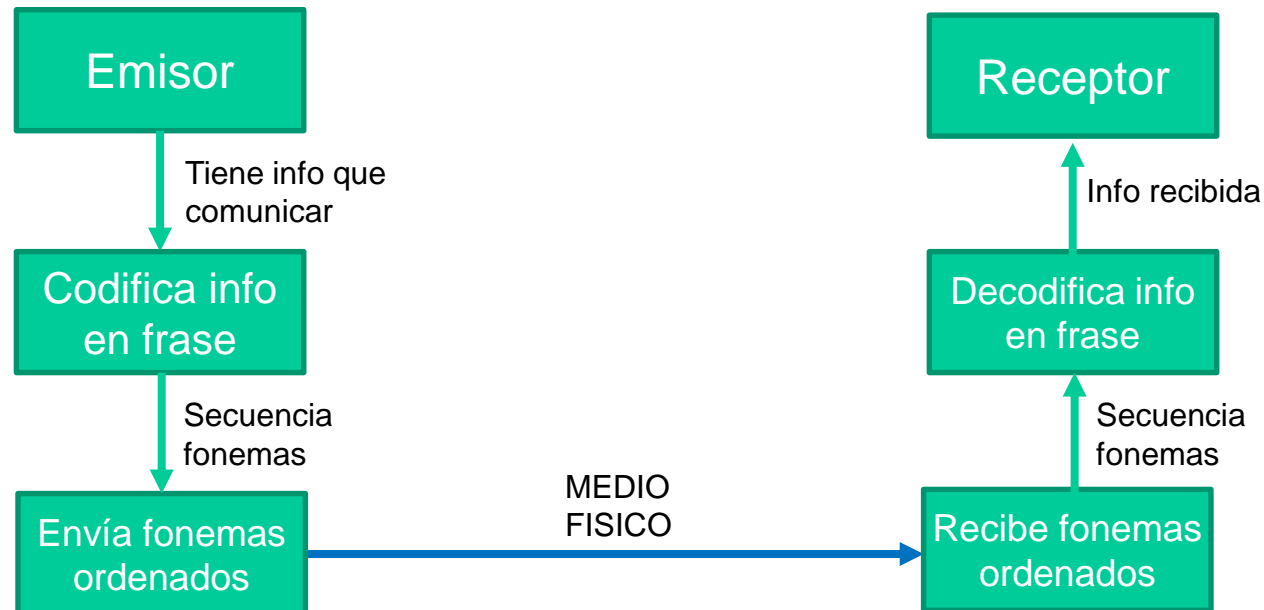 Emisor
Tiene info que
comunicar
Codifica info
en frase
Secuencia
fonemas
Envía fonemas
ordenados
MEDIO
FISICO
Receptor
Info recibida
Decodifica info
en frase
Secuencia
fonemas
Recibe fonemas
ordenados